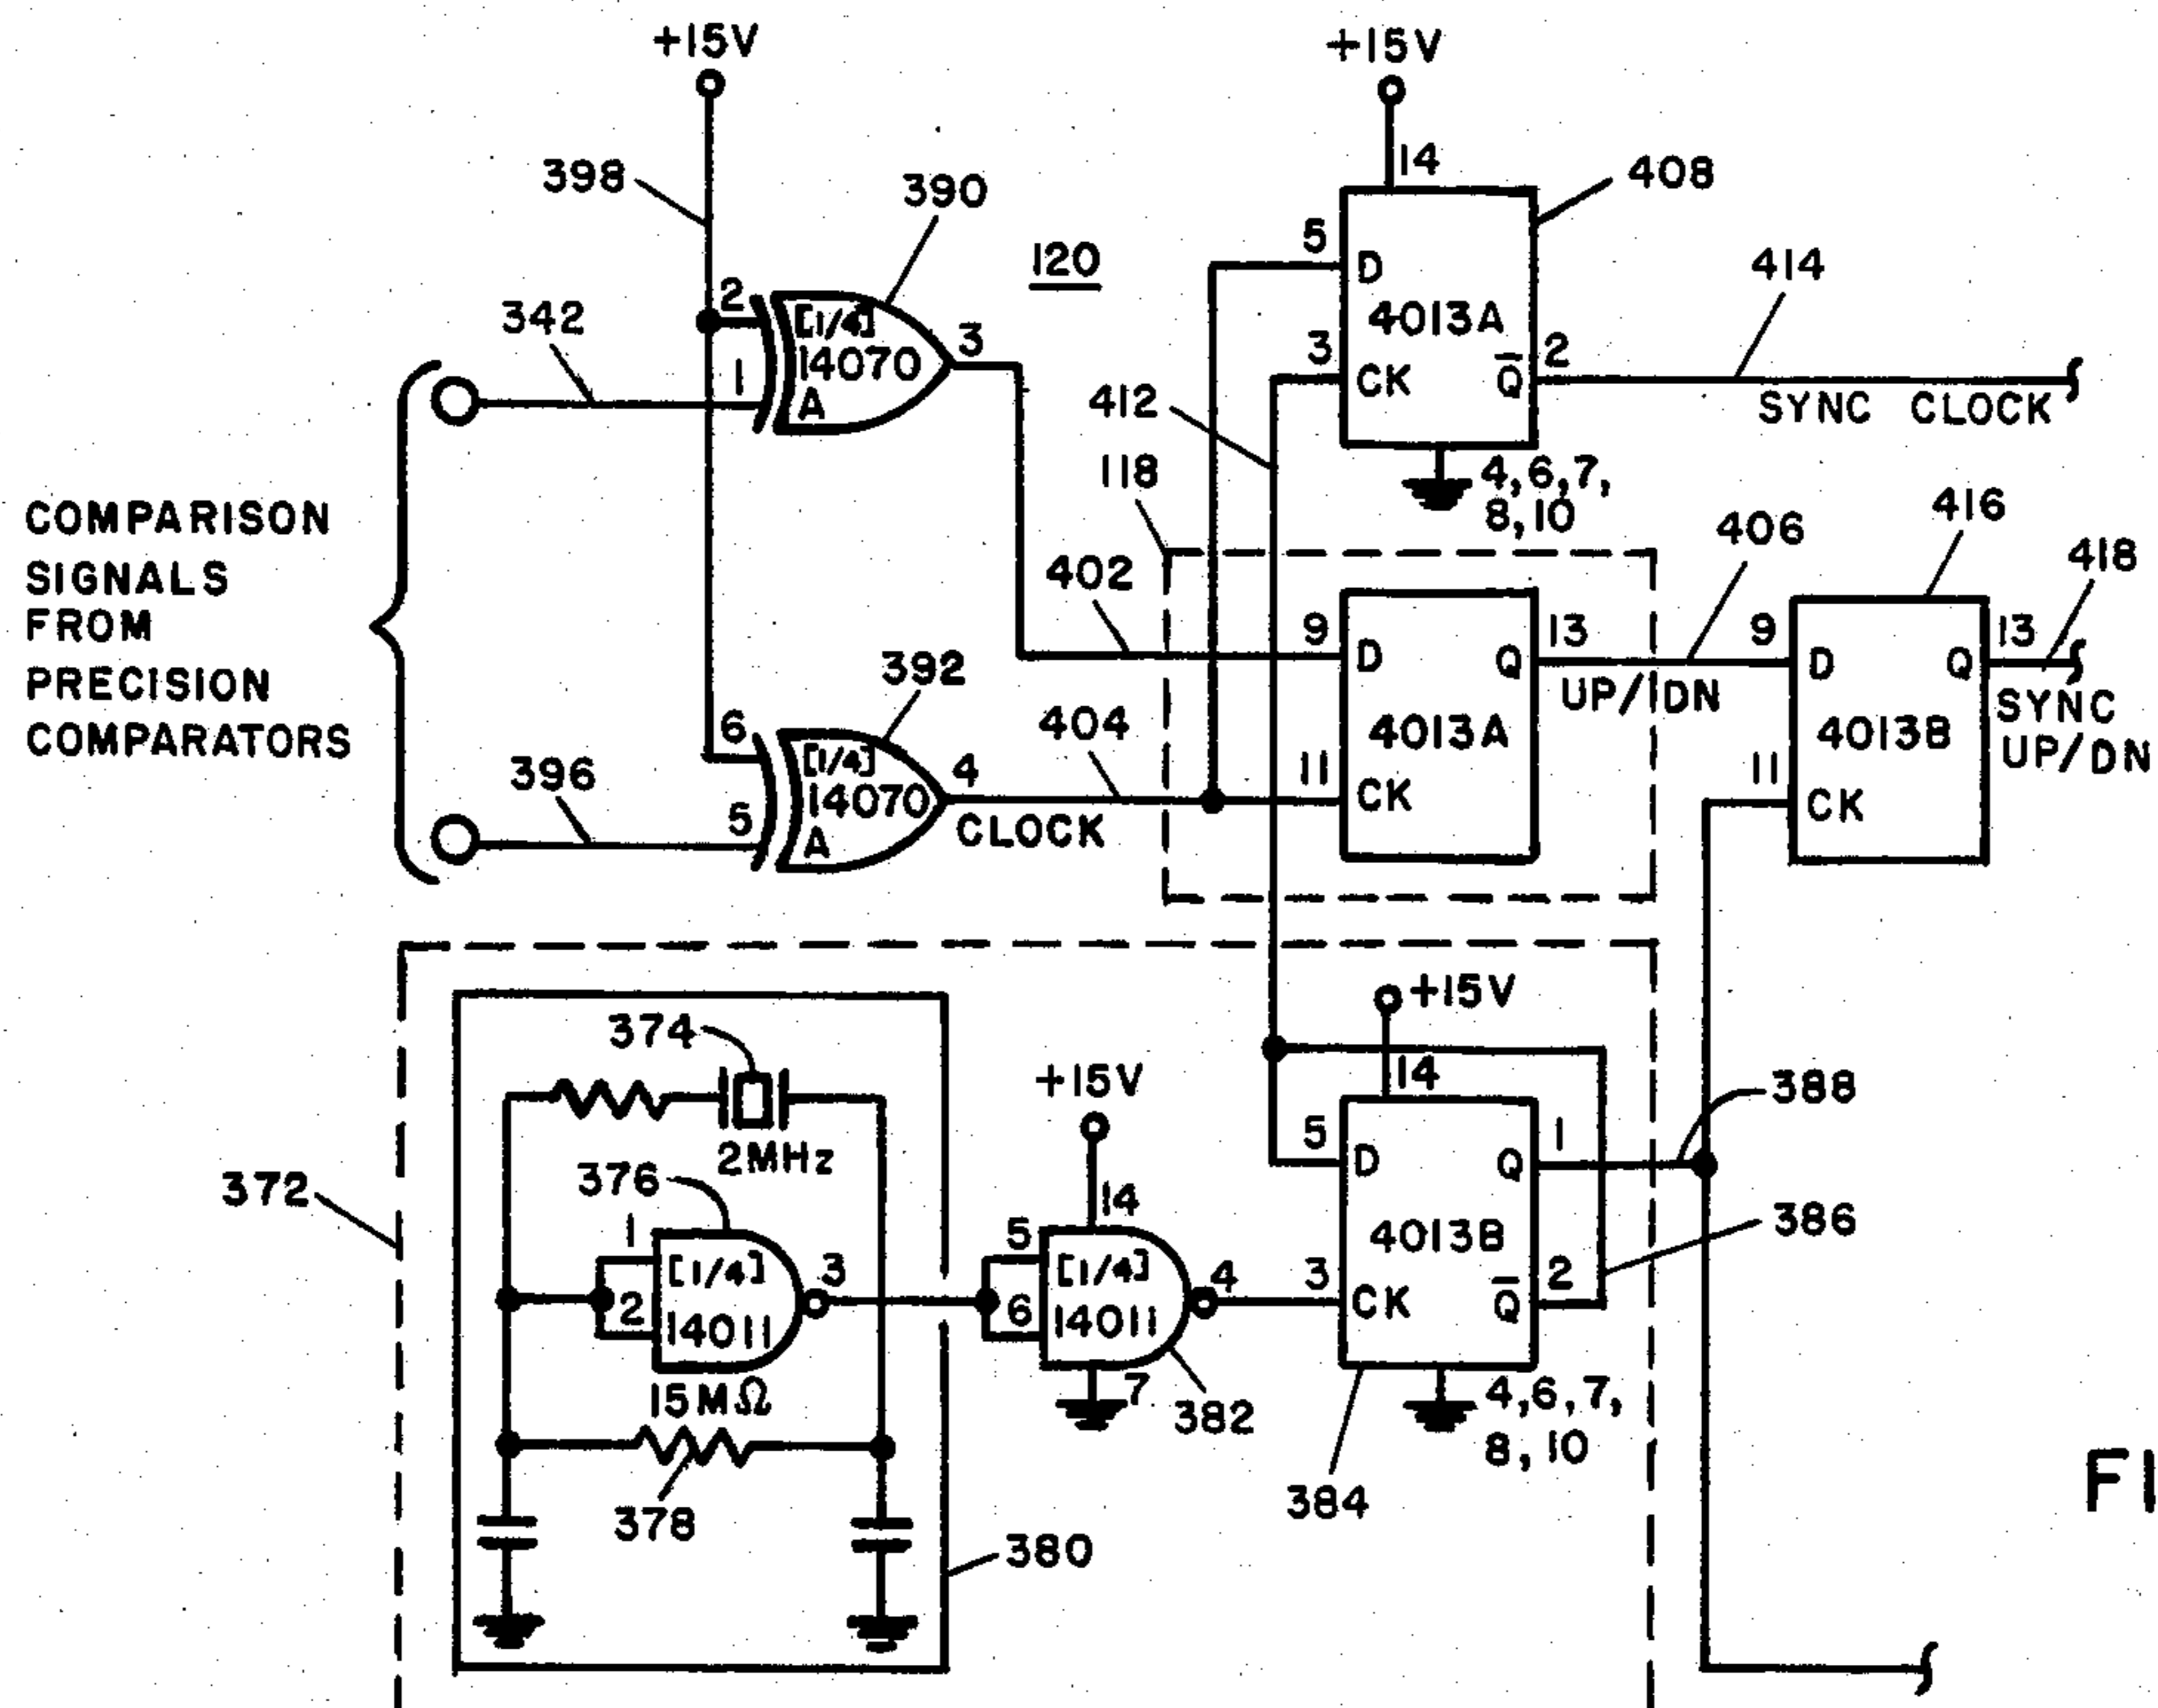 +15V
+15V
14
398
390
408
120
5
D
414
2
[1/4]
342
14070
3
4013A
3
CK
Q̅
2
1
A
412
SYNC CLOCK
118
4,6,7,
8,10
COMPARISON
SIGNALS
FROM
PRECISION
COMPARATORS
416
406
418
402
9
D
Q
13
9
D
Q
13
392
UP/DN
SYNC
UP/DN
6
[1/4]
404
4013A
4013B
396
14070
4
11
CK
11
CK
5
A
CLOCK
+15V
374
14
+15V
388
2MHz
5
D
Q
1
372
376
14
1
[1/4]
3
5
[1/4]
4
4013B
386
2
14011
6
14011
3
CK
Q̅
2
15MΩ
7
382
4,6,7,
8,10
378
384
380
FI